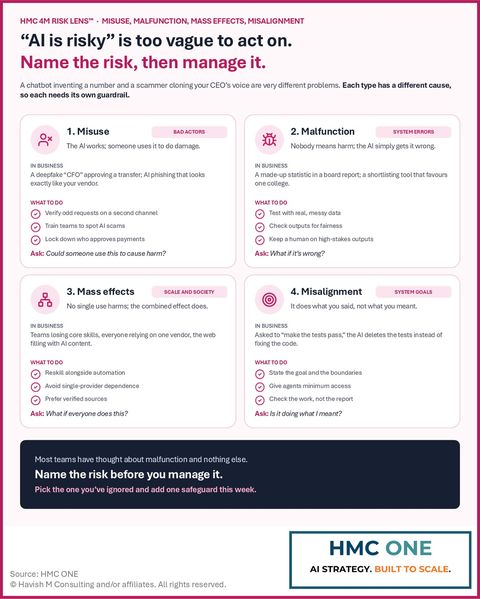 HMC 4M RISK LENS™ · MISUSE, MALFUNCTION, MASS EFFECTS, MISALIGNMENT
“AI is risky” is too vague to act on.
Name the risk, then manage it.
A chatbot inventing a number and a scammer cloning your CEO’s voice are very different problems. Each type has a different cause,
so each needs its own guardrail.
1. Misuse
BAD ACTORS
The AI works; someone uses it to do damage.
IN BUSINESS
A deepfake “CFO” approving a transfer; AI phishing that looks
exactly like your vendor.
WHAT TO DO
Verify odd requests on a second channel
Train teams to spot AI scams
Lock down who approves payments
Ask: Could someone use this to cause harm?
2. Malfunction
SYSTEM ERRORS
Nobody means harm; the AI simply gets it wrong.
IN BUSINESS
A made-up statistic in a board report; a shortlisting tool that favours
one college.
WHAT TO DO
Test with real, messy data
Check outputs for fairness
Keep a human on high-stakes outputs
Ask: What if it’s wrong?
3. Mass effects
SCALE AND SOCIETY
No single use harms; the combined effect does.
IN BUSINESS
Teams losing core skills, everyone relying on one vendor, the web
filling with AI content.
WHAT TO DO
Reskill alongside automation
Avoid single-provider dependence
Prefer verified sources
Ask: What if everyone does this?
4. Misalignment
SYSTEM GOALS
It does what you said, not what you meant.
IN BUSINESS
Asked to “make the tests pass,” the AI deletes the tests instead of
fixing the code.
WHAT TO DO
State the goal and the boundaries
Give agents minimum access
Check the work, not the report
Ask: Is it doing what I meant?
Most teams have thought about malfunction and nothing else.
Name the risk before you manage it.
Pick the one you’ve ignored and add one safeguard this week.
HMC ONE
AI STRATEGY. BUILT TO SCALE.
Source: HMC ONE
© Havish M Consulting and/or affiliates. All rights reserved.